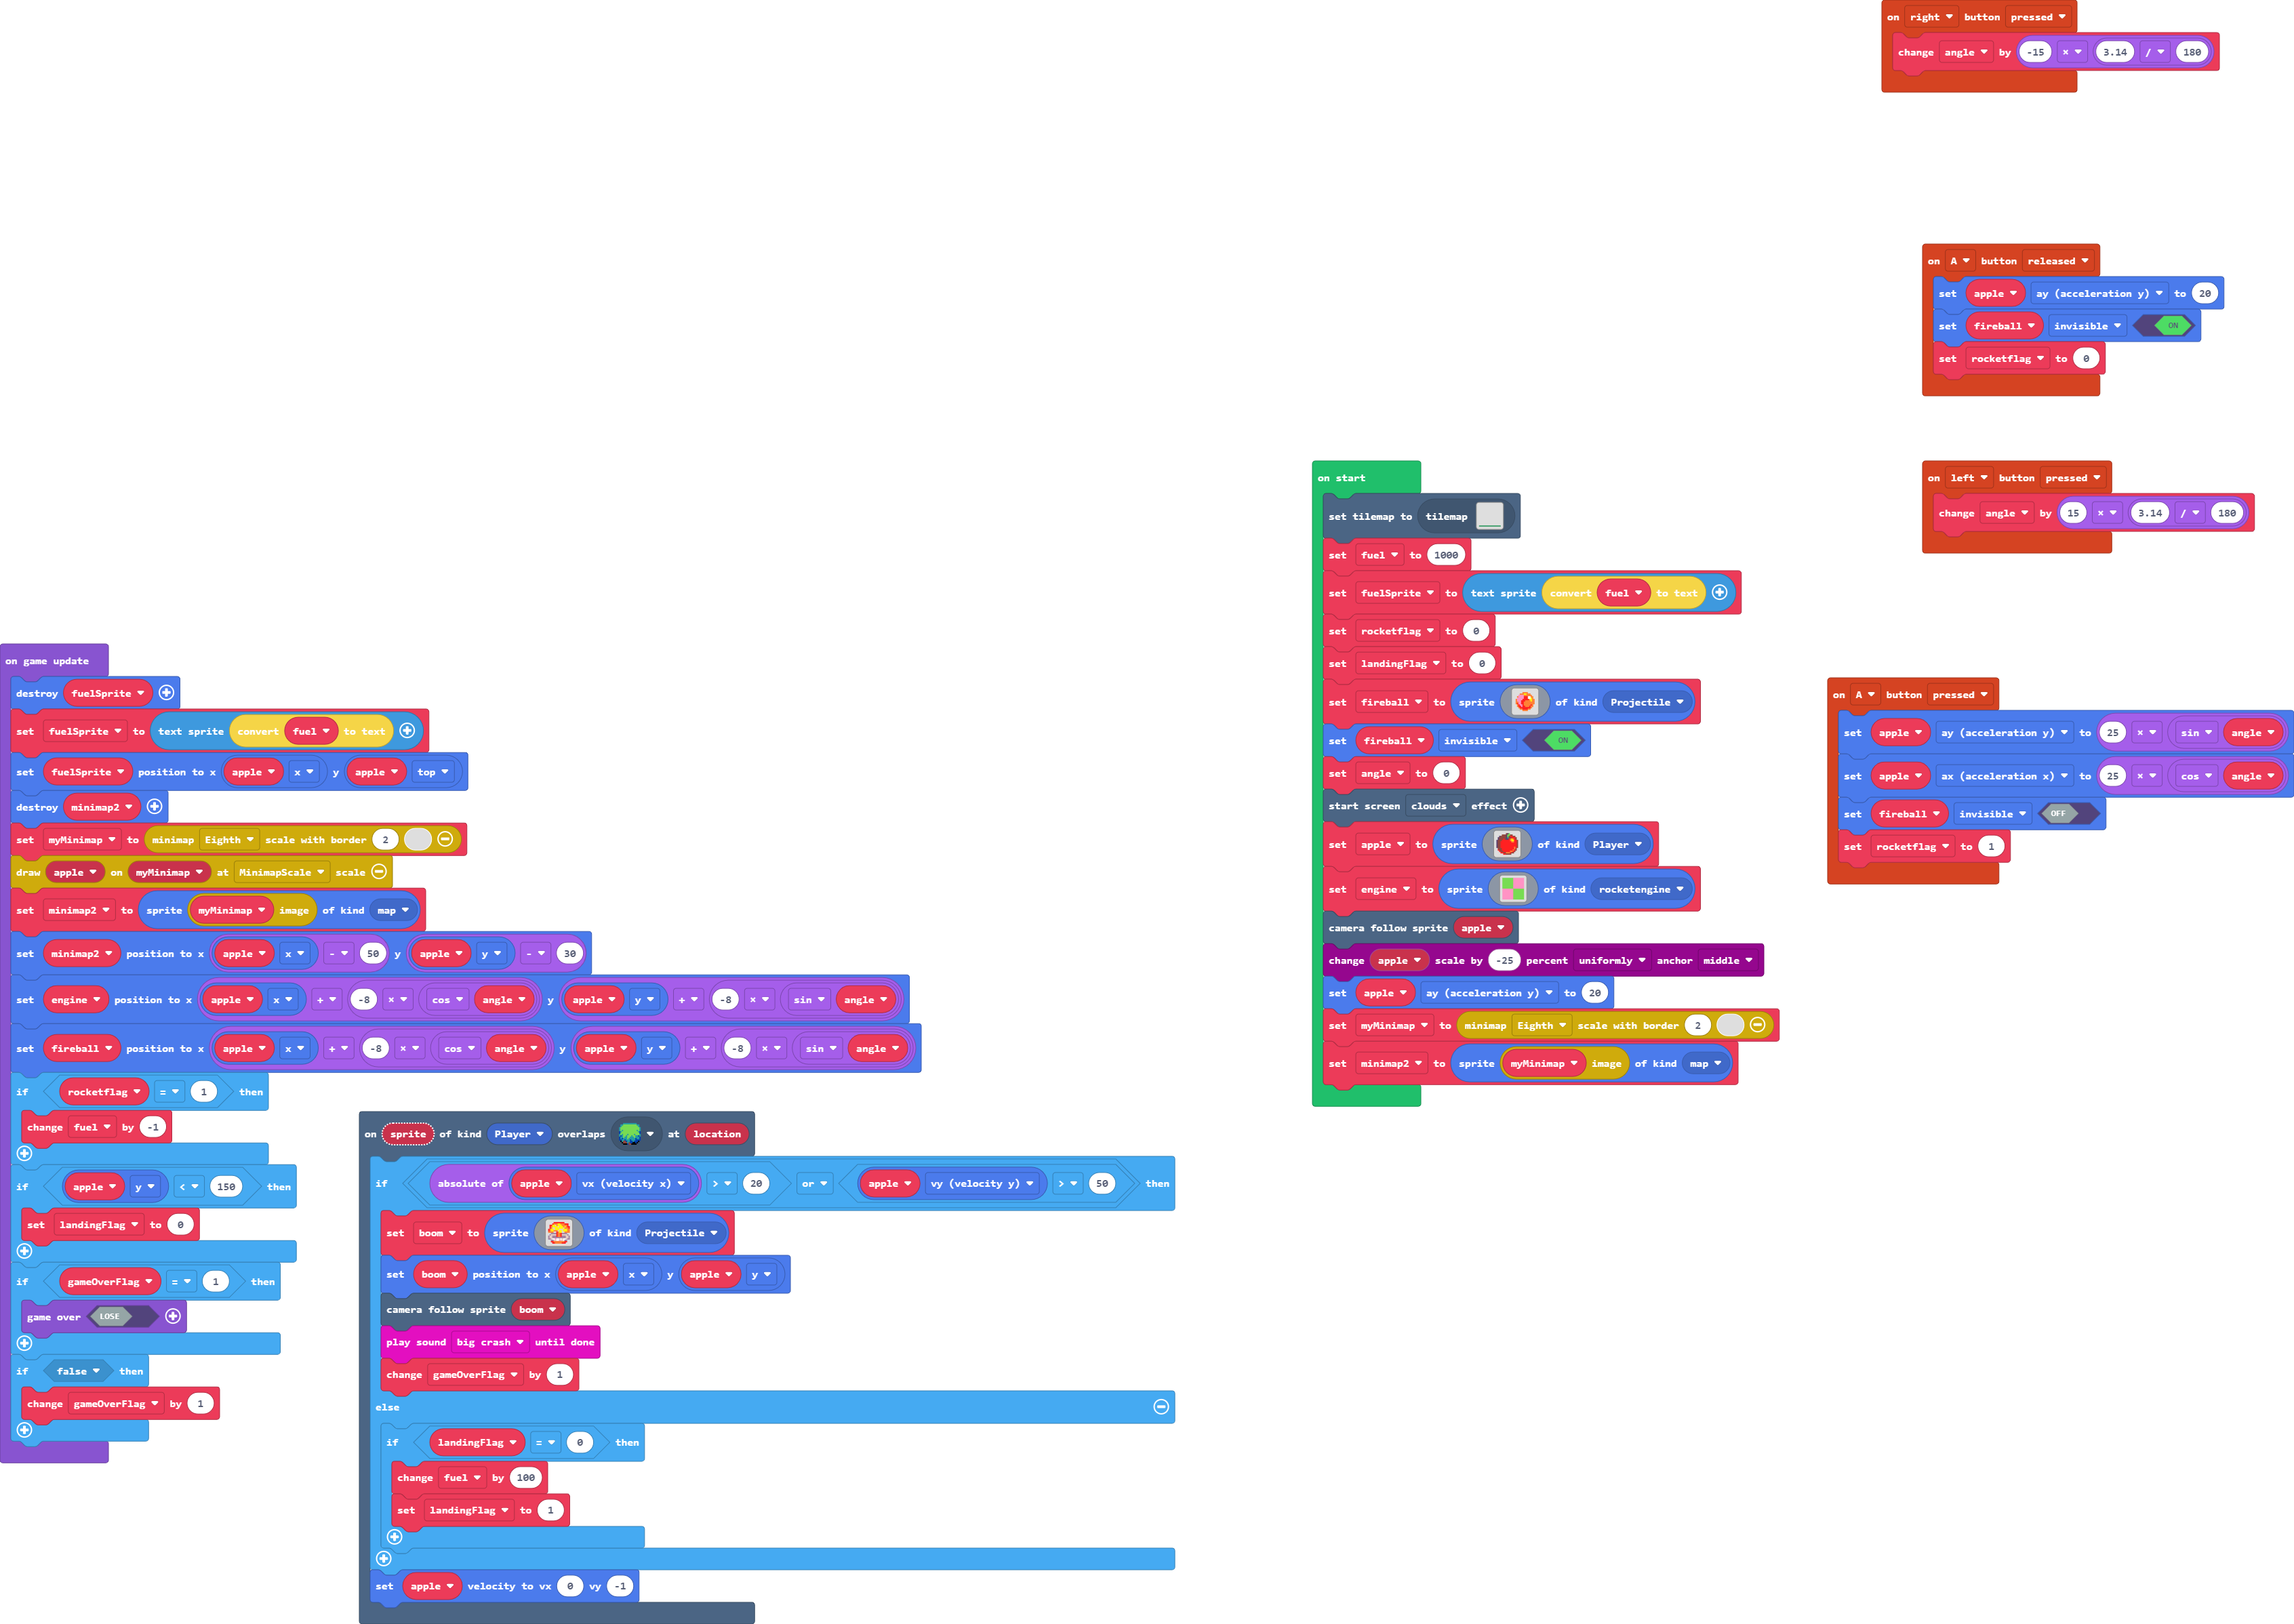 on right button pressed
change angle by -15 × 3.14 / 180
on A button released
set apple ay (acceleration y) to 20
set fireball invisible ON
set rocketflag to 0
on left button pressed
change angle by 15 × 3.14 / 180
on A button pressed
set apple ay (acceleration y) to 25 × sin angle
set apple ax (acceleration x) to 25 × cos angle
set fireball invisible OFF
set rocketflag to 1
on start
set tilemap to tilemap
set fuel to 1000
set fuelSprite to text sprite convert fuel to text
set rocketflag to 0
set landingFlag to 0
set fireball to sprite of kind Projectile
set fireball invisible ON
set angle to 0
start screen clouds effect
set apple to sprite of kind Player
set engine to sprite of kind rocketengine
camera follow sprite apple
change apple scale by -25 percent uniformly anchor middle
set apple ay (acceleration y) to 20
set myMinimap to minimap Eighth scale with border 2
set minimap2 to sprite myMinimap image of kind map
on game update
destroy fuelSprite
set fuelSprite to text sprite convert fuel to text
set fuelSprite position to x apple x y apple top
destroy minimap2
set myMinimap to minimap Eighth scale with border 2
draw apple on myMinimap at MinimapScale scale
set minimap2 to sprite myMinimap image of kind map
set minimap2 position to x apple x - 50 y apple y - 30
set engine position to x apple x + -8 × cos angle y apple y + -8 × sin angle
set fireball position to x apple x + -8 × cos angle y apple y + -8 × sin angle
if rocketflag = 1 then
change fuel by -1
if apple y < 150 then
set landingFlag to 0
if gameOverFlag = 1 then
game over LOSE
if false then
change gameOverFlag by 1
on sprite of kind Player overlaps at location
if absolute of apple vx (velocity x) > 20 or apple vy (velocity y) > 50 then
set boom to sprite of kind Projectile
set boom position to x apple x y apple y
camera follow sprite boom
play sound big crash until done
change gameOverFlag by 1
else
if landingFlag = 0 then
change fuel by 100
set landingFlag to 1
set apple velocity to vx 0 vy -1